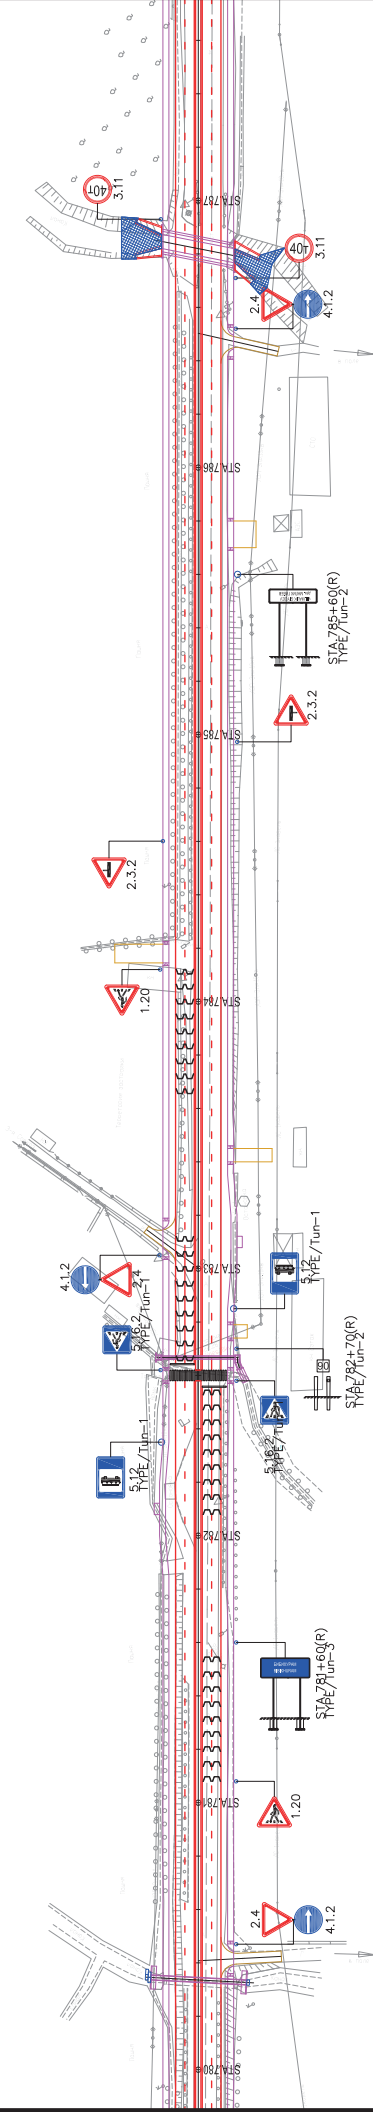 STA.787
40т
3.11
40т
3.11
2.4
4.1.2
STA.786
STA.785+60(R)
TYPE/Tun-2
STA.785
2.3.2
2.3.2
1.20
STA.784
STA.783
4.1.2
2.4
5.12
TYPE/Tun-1
5.16.2
TYPE/Tun-1
90
STA.782+70(R)
TYPE/Tun-2
5.16.2
5.12
TYPE/Tun-1
STA.782
STA.781+60(R)
TYPE/Tun-3
STA.781
1.20
2.4
4.1.2
STA.780